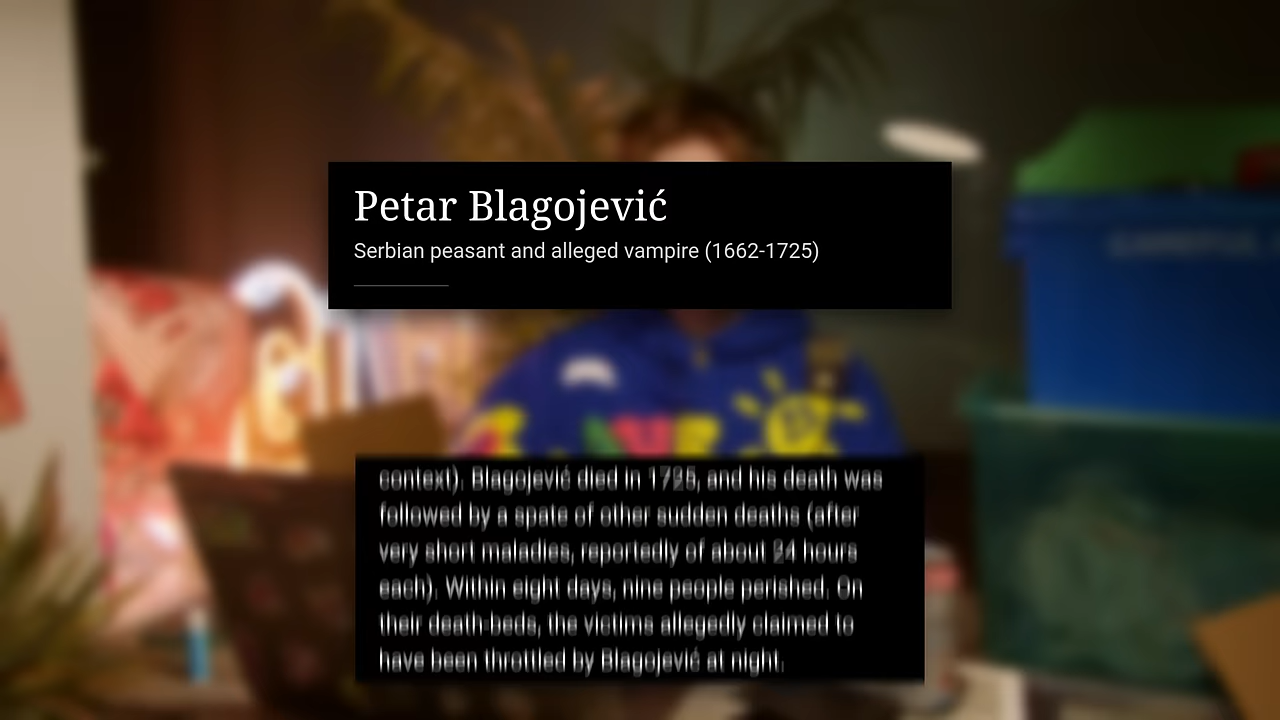 Petar Blagojević
Serbian peasant and alleged vampire (1662-1725)
context). Blagojević died in 1725, and his death was
followed by a spate of other sudden deaths (after
very short maladies, reportedly of about 24 hours
each). Within eight days, nine people perished. On
their death-beds, the victims allegedly claimed to
have been throttled by Blagojević at night.